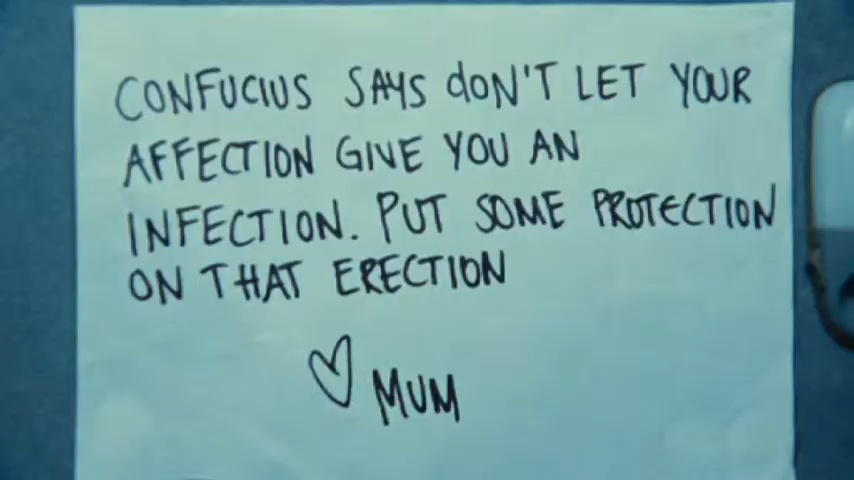 CONFUCIUS SAYS dON'T LET YOUR
AFFECTION GIVE YOU AN
INFECTION. PUT SOME PROTECTION
ON THAT ERECTION
♡ MUM